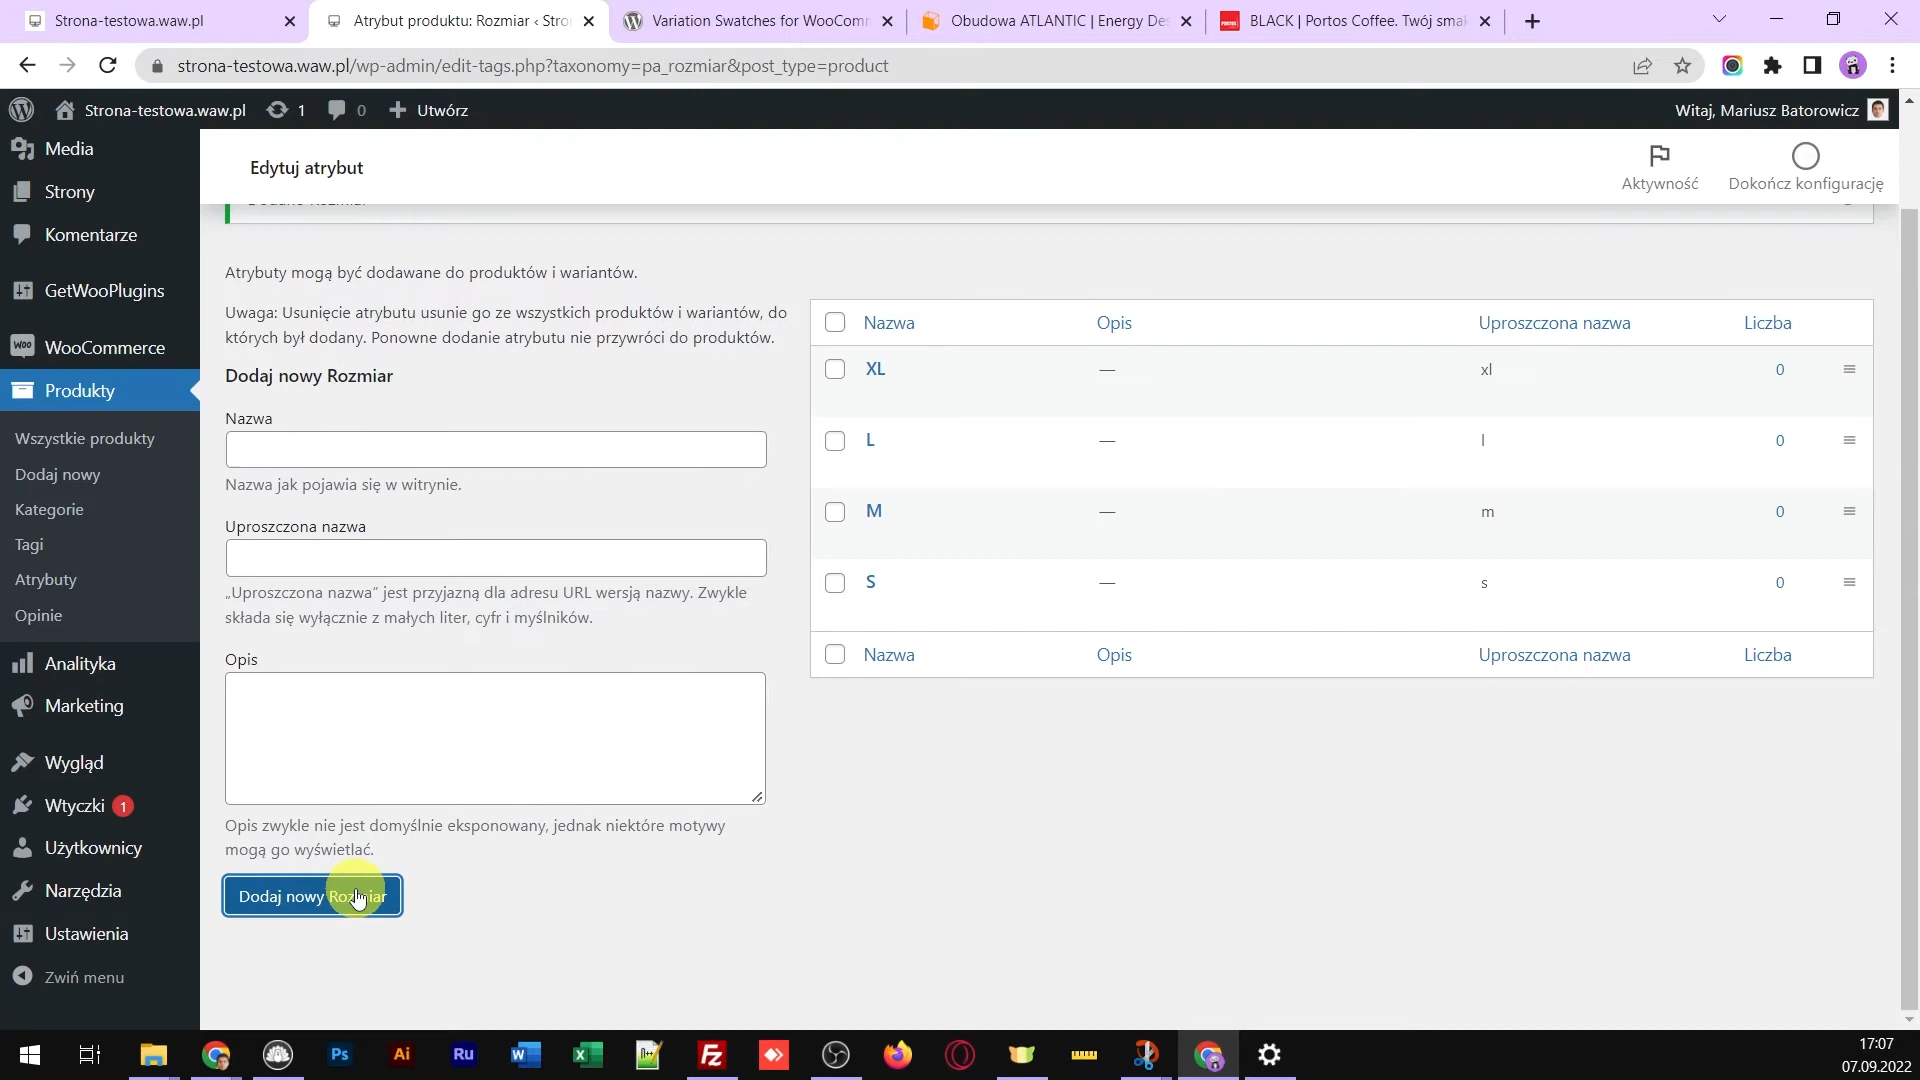 Strona-testowa.waw.pl
Atrybut produktu: Rozmiar ‹ Stro
Variation Swatches for WooComm
Obudowa ATLANTIC | Energy De
BLACK | Portos Coffee. Twój sma
strona-testowa.waw.pl/wp-admin/edit-tags.php?taxonomy=pa_rozmiar&post_type=product
Strona-testowa.waw.pl
1
0
Utwórz
Witaj, Mariusz Batorowicz
Media
Strony
Komentarze
GetWooPlugins
WooCommerce
Produkty
Wszystkie produkty
Dodaj nowy
Kategorie
Tagi
Atrybuty
Opinie
Analityka
Marketing
Wygląd
Wtyczki 1
Użytkownicy
Narzędzia
Ustawienia
Zwiń menu
Edytuj atrybut
Aktywność
Dokończ konfigurację
Atrybuty mogą być dodawane do produktów i wariantów.
Uwaga: Usunięcie atrybutu usunie go ze wszystkich produktów i wariantów, do
których był dodany. Ponowne dodanie atrybutu nie przywróci do produktów.
Dodaj nowy Rozmiar
Nazwa
Nazwa jak pojawia się w witrynie.
Uproszczona nazwa
„Uproszczona nazwa” jest przyjazną dla adresu URL wersją nazwy. Zwykle
składa się wyłącznie z małych liter, cyfr i myślników.
Opis
Opis zwykle nie jest domyślnie eksponowany, jednak niektóre motywy
mogą go wyświetlać.
Dodaj nowy Rozmiar
Nazwa Opis Uproszczona nazwa Liczba
XL — xl 0
L — l 0
M — m 0
S — s 0
Nazwa Opis Uproszczona nazwa Liczba
Ps
Ai
Ru
17:07
07.09.2022